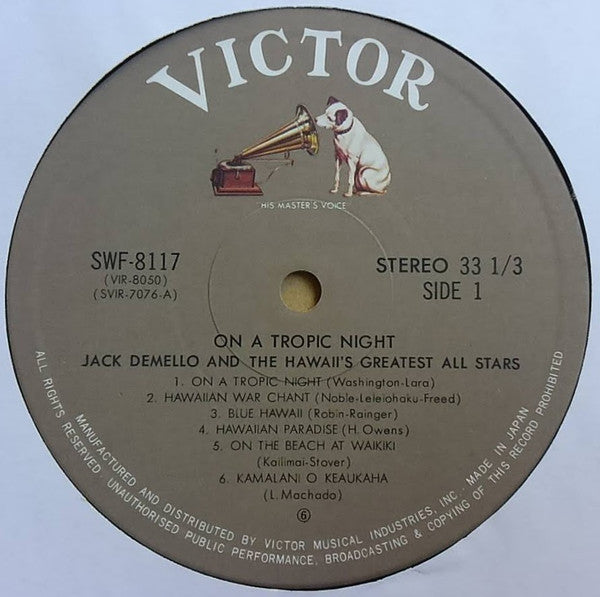 VICTOR
HIS MASTER'S VOICE
SWF-8117
(VIR-8050)
(SVIR-7076-A)
STEREO 33 1/3
SIDE 1
ON A TROPIC NIGHT
JACK DEMELLO AND THE HAWAII'S GREATEST ALL STARS
1. ON A TROPIC NIGHT (Washington-Lara)
2. HAWAIIAN WAR CHANT (Noble-Leleiohaku-Freed)
3. BLUE HAWAII (Robin-Rainger)
4. HAWAIIAN PARADISE (H. Owens)
5. ON THE BEACH AT WAIKIKI
(Kailimai-Stover)
6. KAMALANI O KEAUKAHA
(L. Machado)
⑥
MANUFACTURED AND DISTRIBUTED BY VICTOR MUSICAL INDUSTRIES, INC. MADE IN JAPAN
ALL RIGHTS RESERVED. UNAUTHORISED PUBLIC PERFORMANCE, BROADCASTING & COPYING OF THIS RECORD PROHIBITED